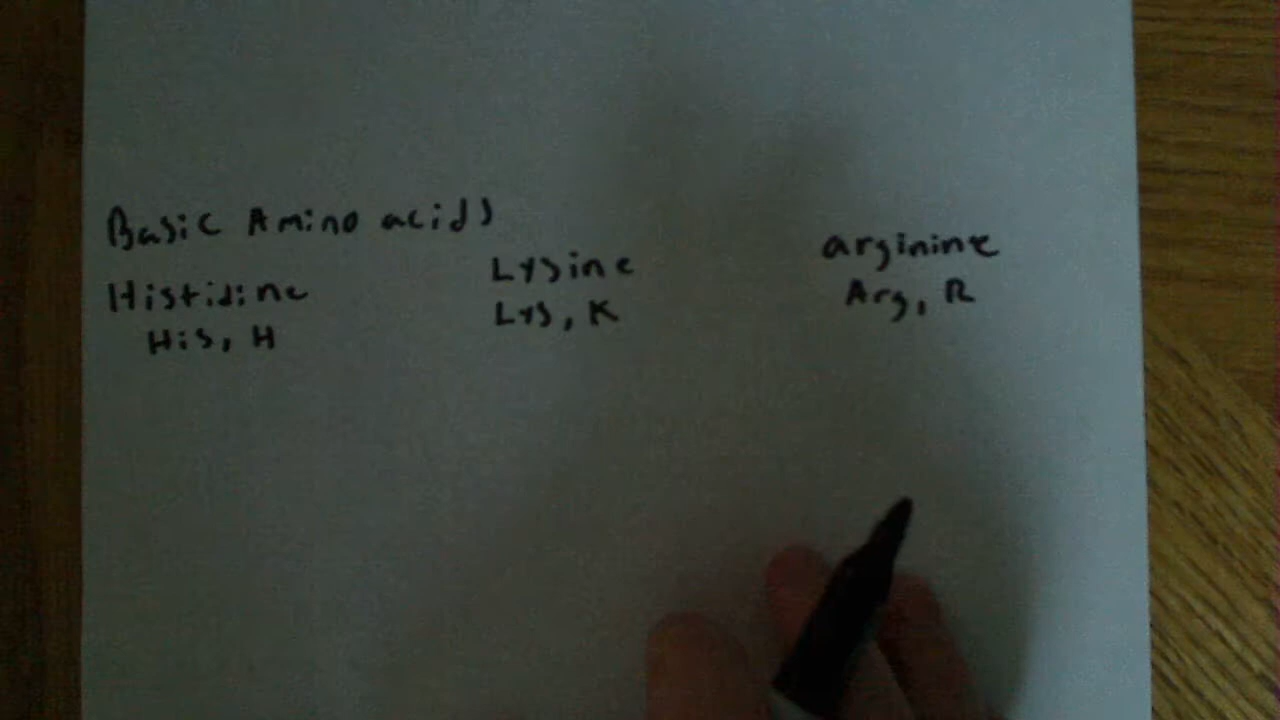 Basic Amino acids
Histidine
His, H
Lysine
Lys, K
arginine
Arg, R